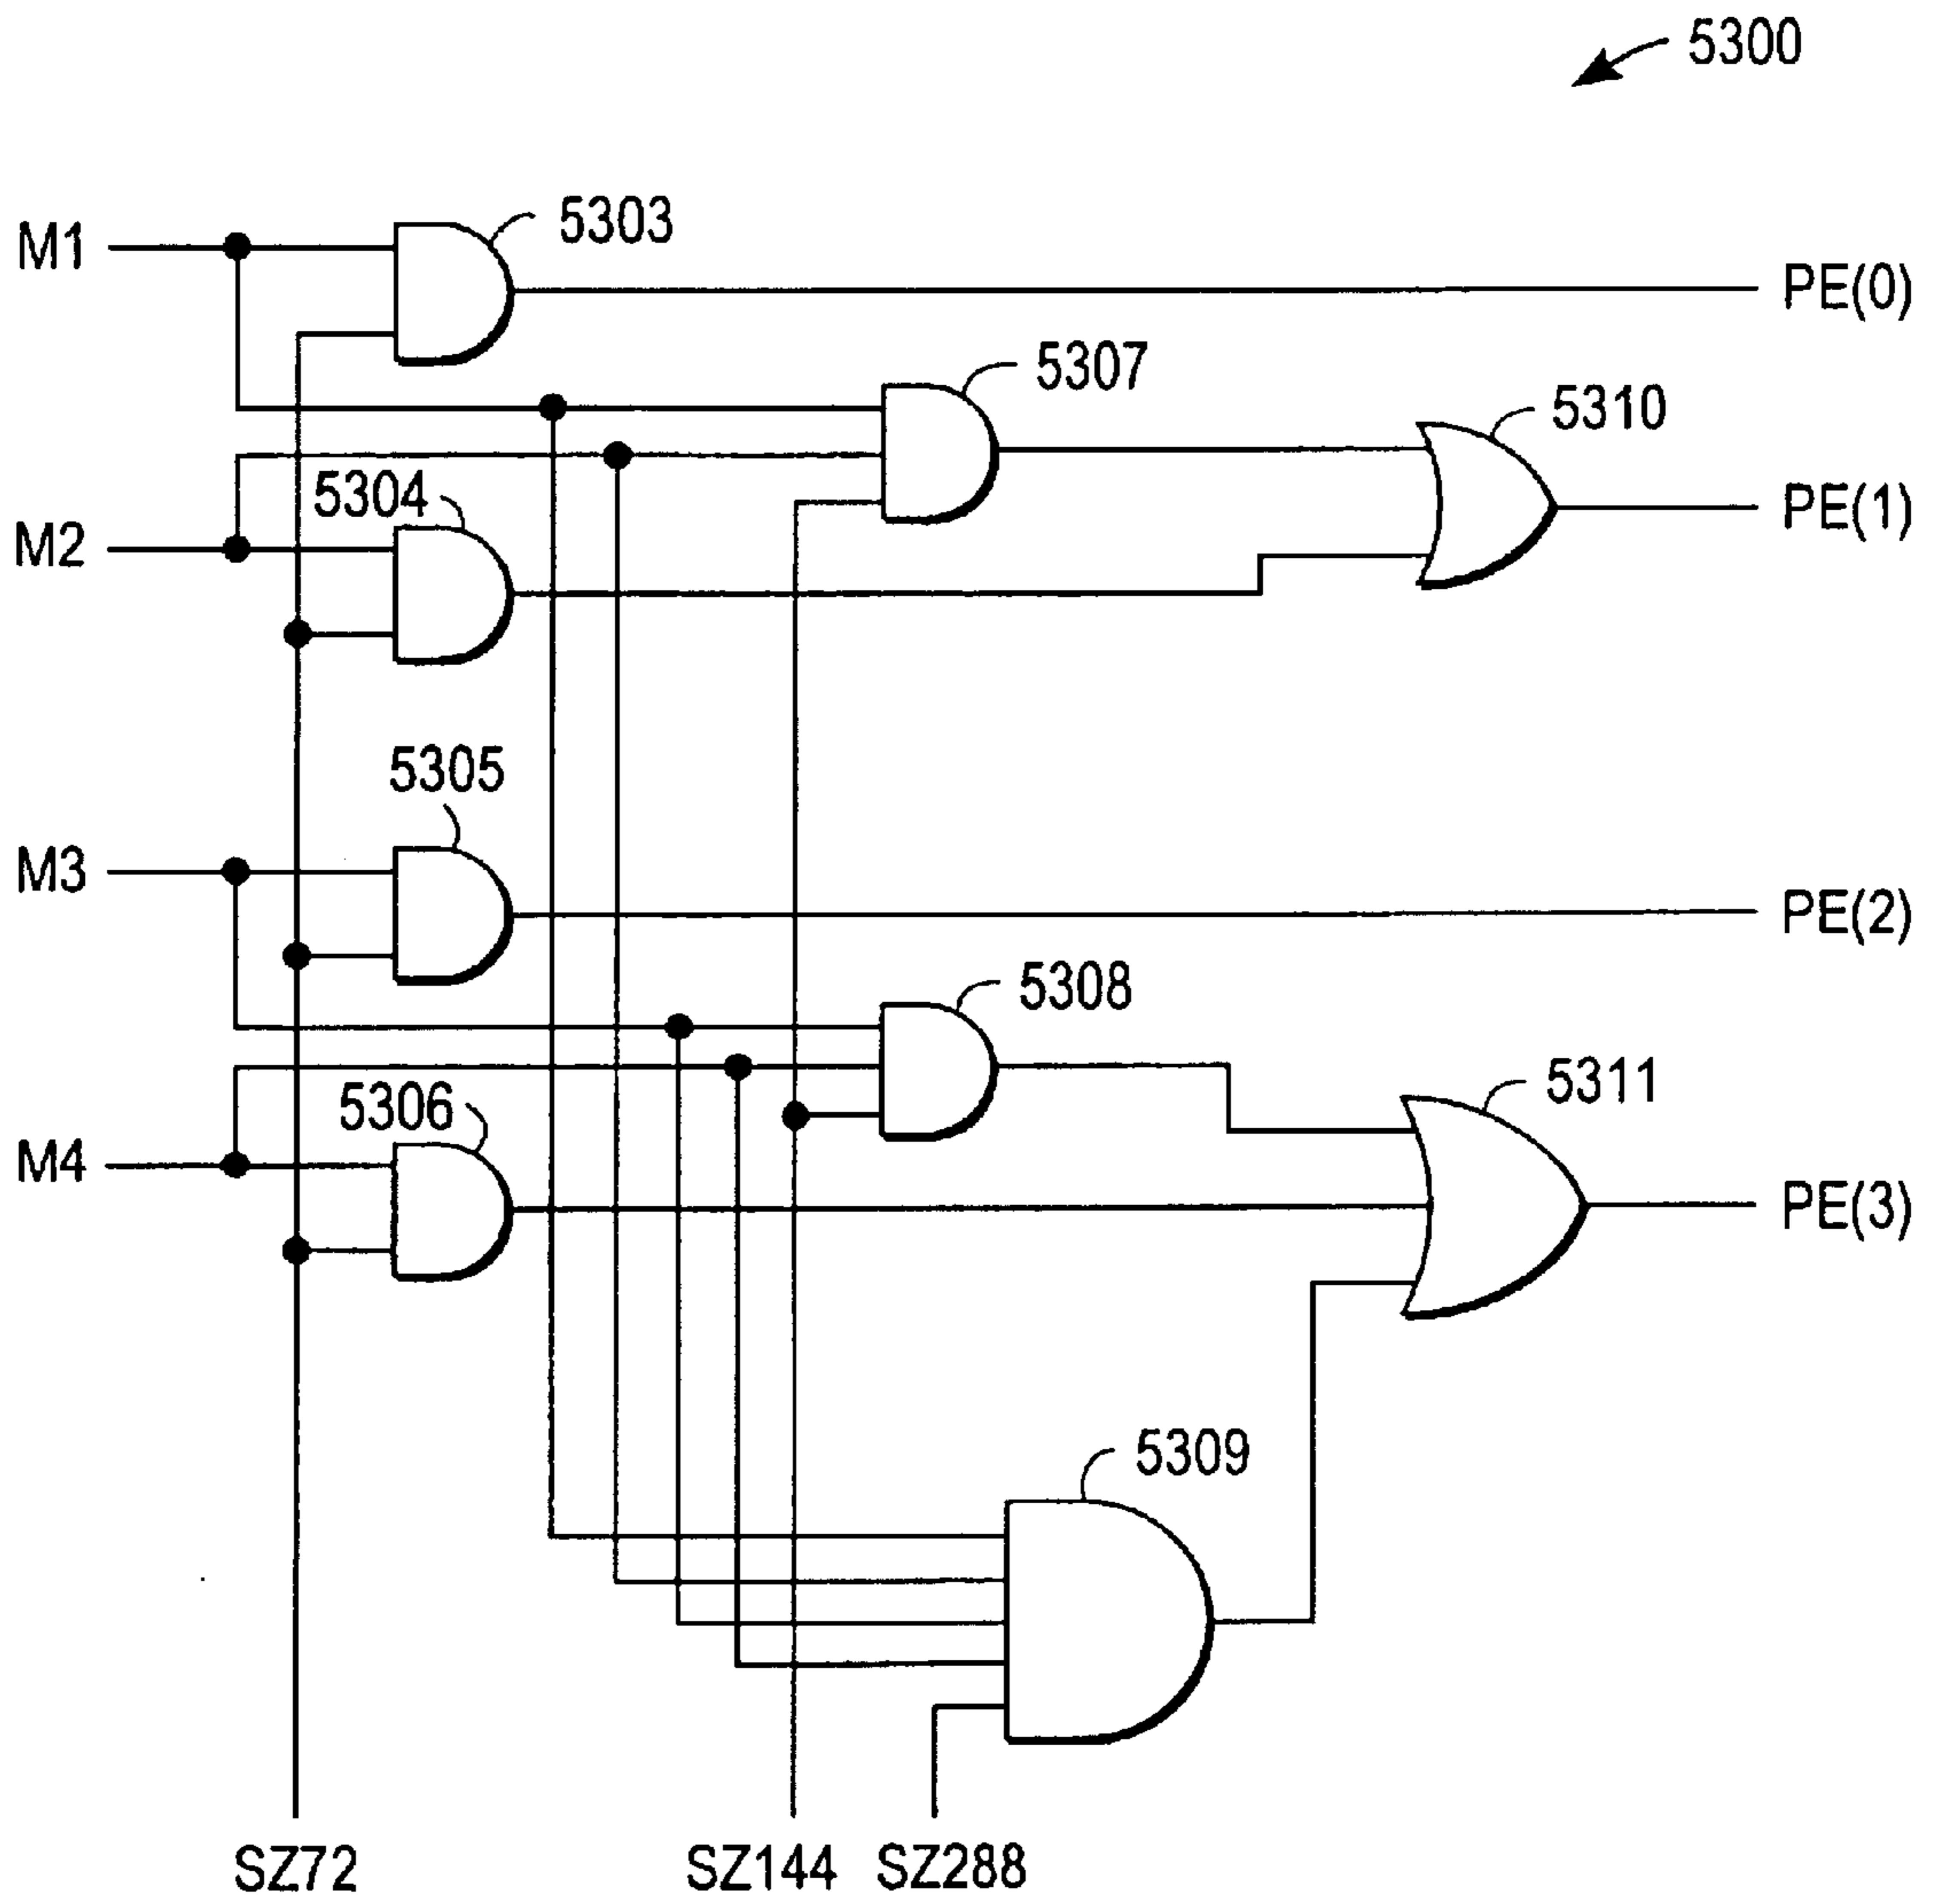 5300
M1
5303
PE(0)
5307
5310
5304
PE(1)
M2
5305
M3
PE(2)
5308
5311
5306
M4
PE(3)
5309
SZ72
SZ144
SZ288